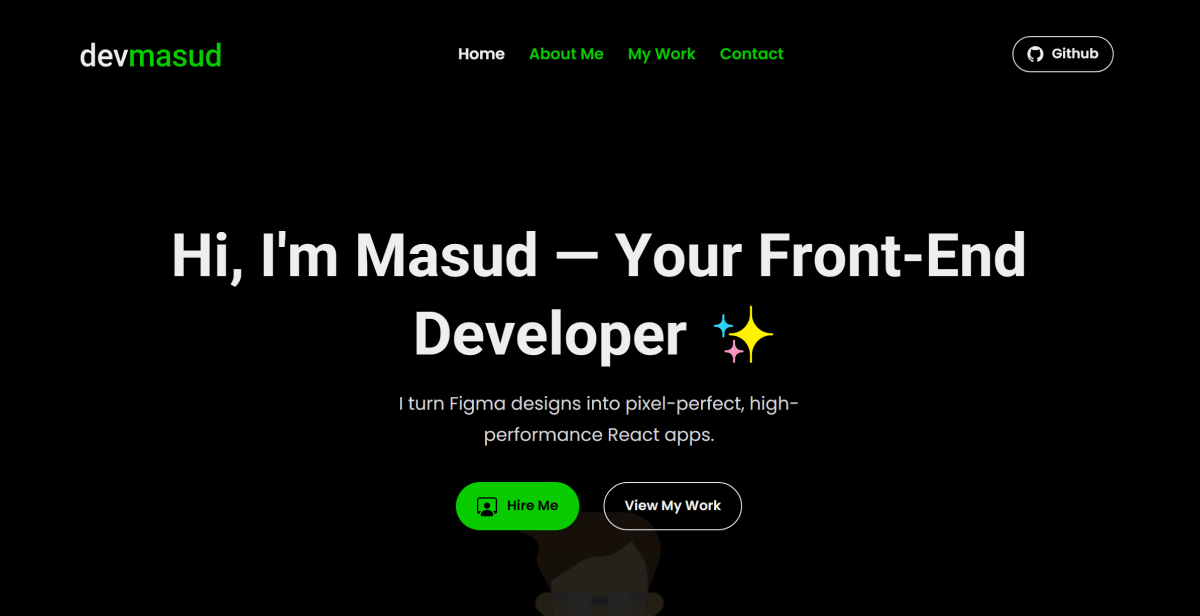 devmasud
Home About Me My Work Contact
Github
Hi, I'm Masud — Your Front-End
Developer ✨
I turn Figma designs into pixel-perfect, high-
performance React apps.
Hire Me
View My Work